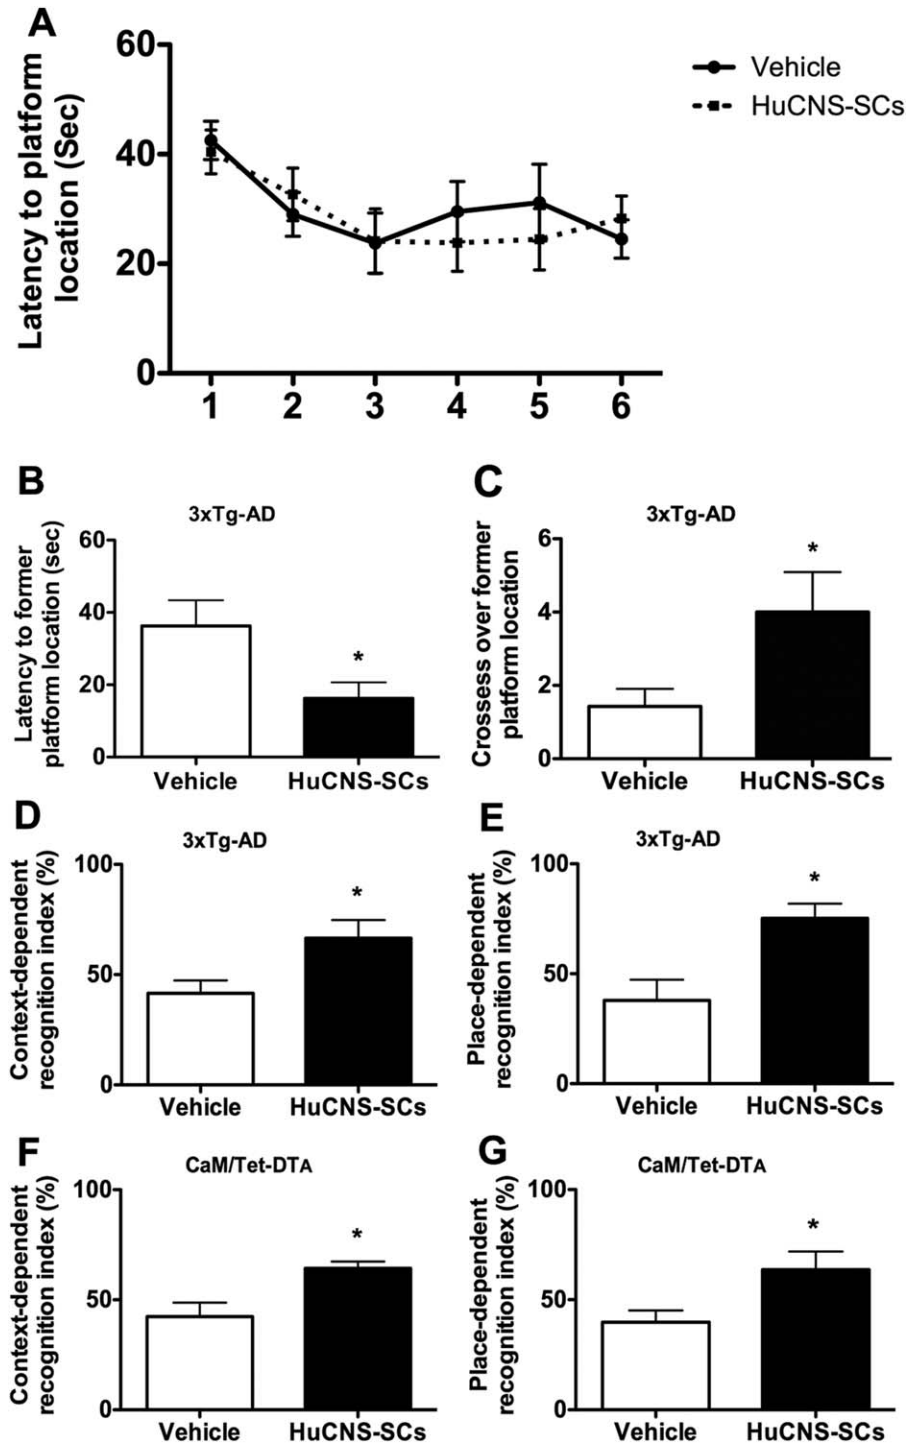 A
Latency to platform
location (Sec)
60
40
20
0
1 2 3 4 5 6
Vehicle
HuCNS-SCs
B
3xTg-AD
Latency to former
platform location (sec)
60
40
20
0
Vehicle HuCNS-SCs
C
3xTg-AD
Crossess over former
platform location
6
4
2
0
*
*
Vehicle HuCNS-SCs
D
3xTg-AD
Context-dependent
recognition index (%)
100
50
0
*
Vehicle HuCNS-SCs
E
3xTg-AD
Place-dependent
recognition index (%)
100
50
0
*
Vehicle HuCNS-SCs
F
CaM/Tet-DTA
Context-dependent
recognition index (%)
100
50
0
*
Vehicle HuCNS-SCs
G
CaM/Tet-DTA
Place-dependent
recognition index (%)
100
50
0
*
Vehicle HuCNS-SCs